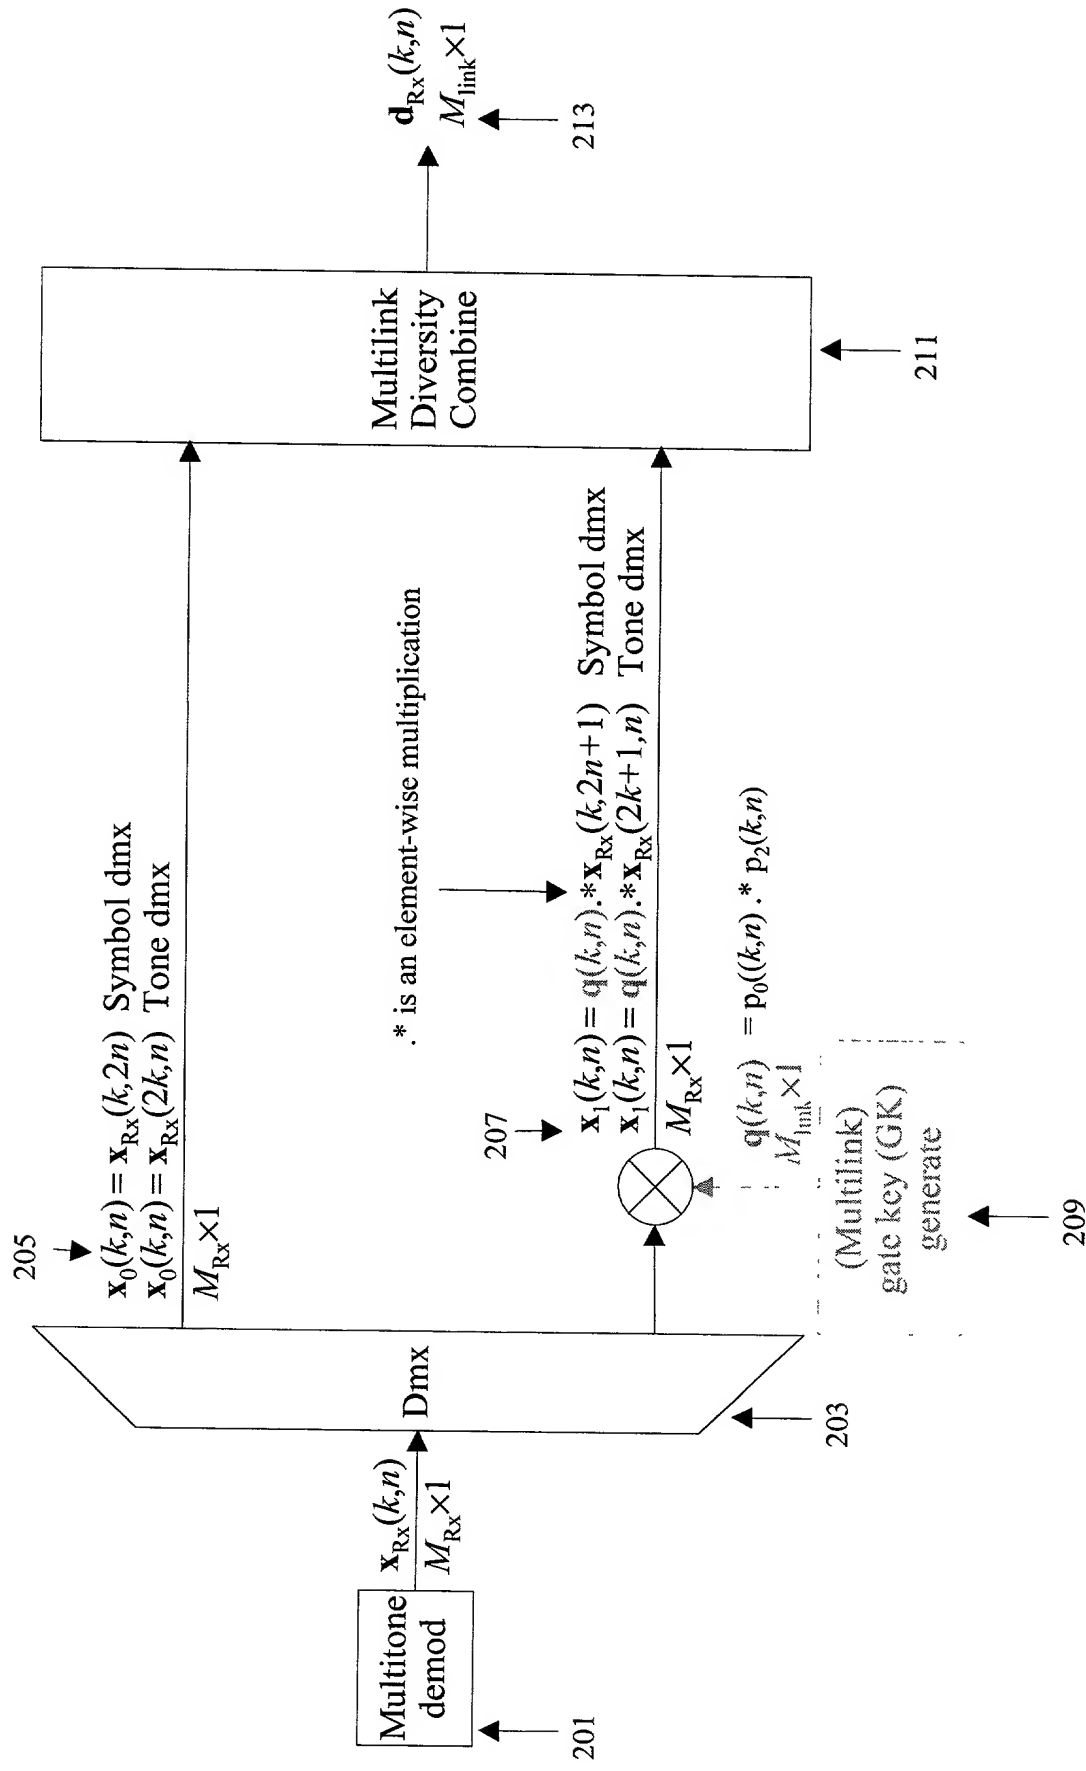 Multitone
demod
201
x_Rx(k,n)
M_Rx×1
Dmx
203
205
x_0(k,n) = x_Rx(k,2n) Symbol dmx
x_0(k,n) = x_Rx(2k,n) Tone dmx
M_Rx×1
.* is an element-wise multiplication
207
x_1(k,n) = q(k,n).*x_Rx(k,2n+1) Symbol dmx
x_1(k,n) = q(k,n).*x_Rx(2k+1,n) Tone dmx
M_Rx×1
q(k,n) = p_0((k,n) .* p_2(k,n)
M_link×1
(Multilink)
gate key (GK)
generate
209
Multilink
Diversity
Combine
211
d_Rx(k,n)
M_link×1
213